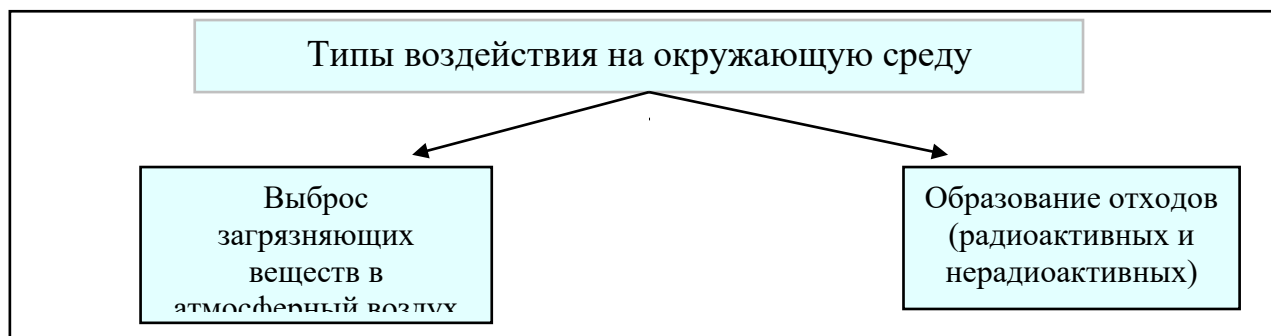 Типы воздействия на окружающую среду
Выброс
загрязняющих
веществ в
атмосферный воздух
Образование отходов
(радиоактивных и
нерадиоактивных)